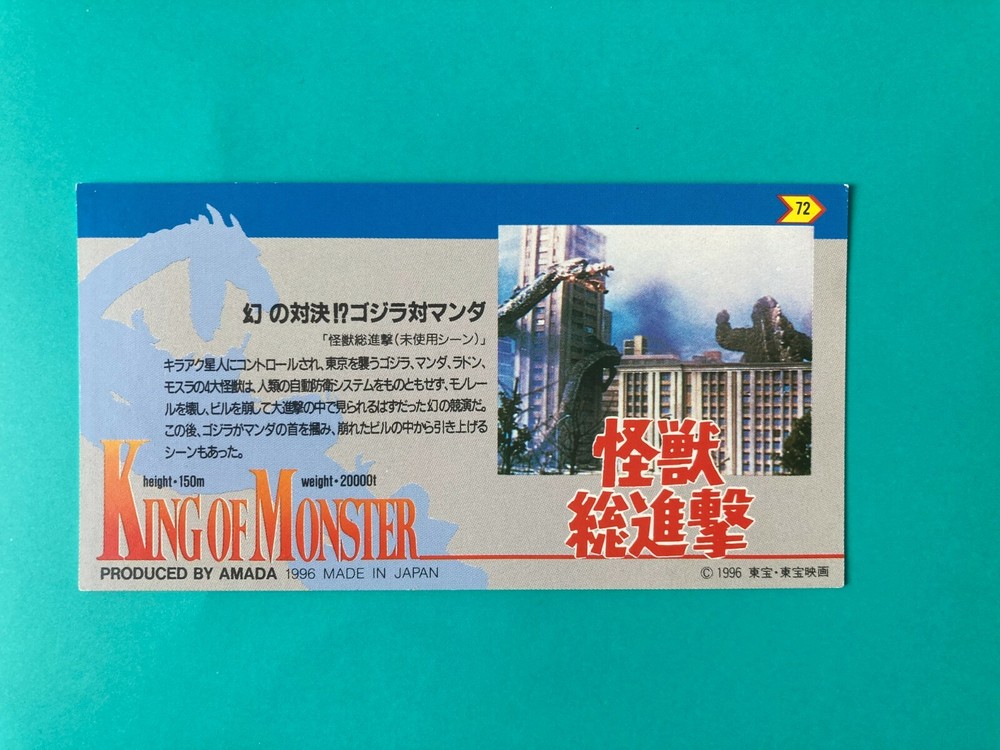 72
幻の対決!?ゴジラ対マンダ
「怪獣総進撃(未使用シーン)」
キラアク星人にコントロールされ、東京を襲うゴジラ、マンダ、ラドン、
モスラの4大怪獣は、人類の自動防衛システムをものともせず、モノレー
ルを壊し、ビルを崩して大進撃の中で見られるはずだった幻の競演だ。
この後、ゴジラがマンダの首を掴み、崩れたビルの中から引き上げる
シーンもあった。
height・150m weight・20000t
KING OF MONSTER
怪獣
総進撃
PRODUCED BY AMADA 1996 MADE IN JAPAN
© 1996 東宝・東宝映画